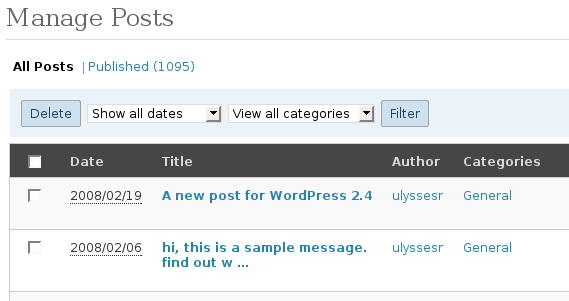 Manage Posts
All Posts | Published (1095)
Delete Show all dates View all categories Filter
Date Title Author Categories
2008/02/19 A new post for WordPress 2.4 ulyssesr General
2008/02/06 hi, this is a sample message. ulyssesr General
find out w ...